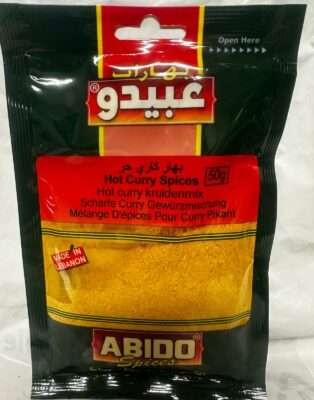 Open Here
بهارات
عبيدو®
بهار كاري حر
Hot Curry Spices 50g
Hot curry kruidenmix
Scharfe Curry Gewürzmischung
Mélange D'épices Pour Curry Pikant
MADE IN
LEBANON
ABIDO®
Spices